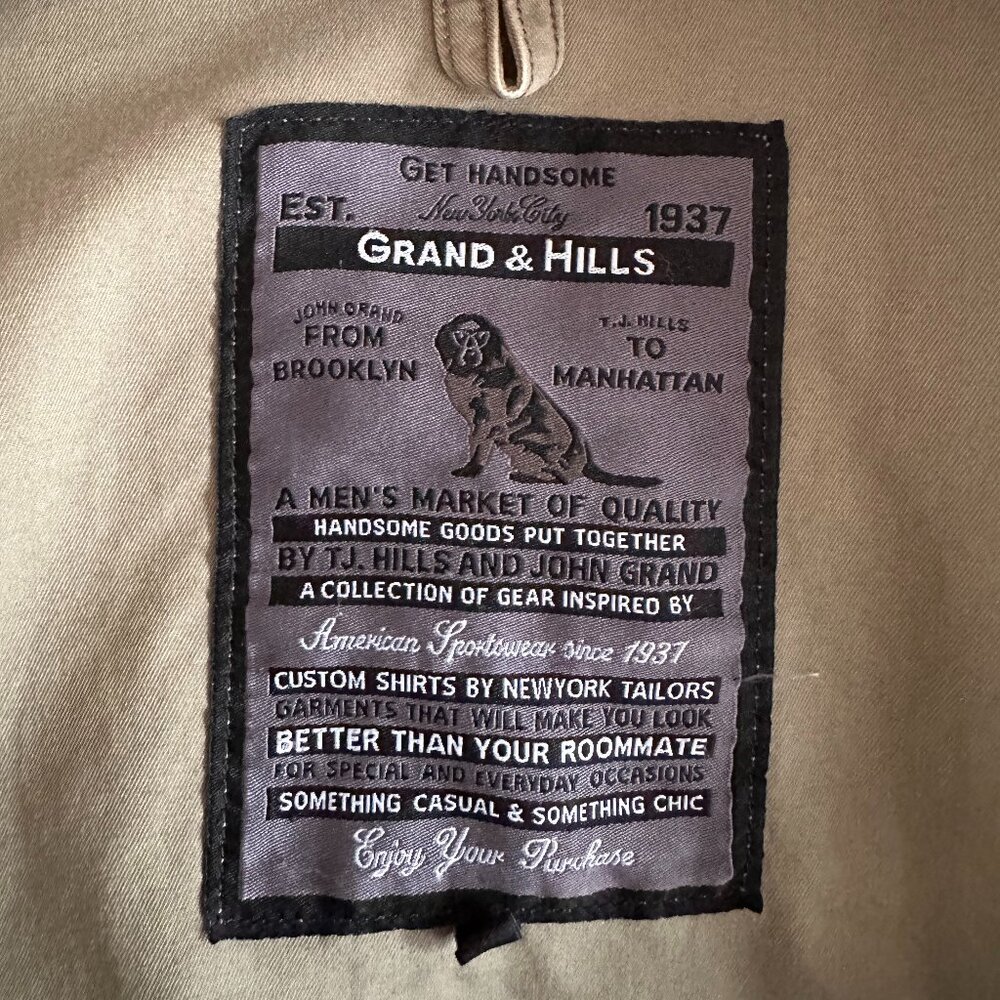 GET HANDSOME
EST. New York City 1937
GRAND & HILLS
JOHN GRAND T.J. HILLS
FROM TO
BROOKLYN MANHATTAN
A MEN'S MARKET OF QUALITY
HANDSOME GOODS PUT TOGETHER
BY TJ. HILLS AND JOHN GRAND
A COLLECTION OF GEAR INSPIRED BY
American Sportswear since 1937
CUSTOM SHIRTS BY NEWYORK TAILORS
GARMENTS THAT WILL MAKE YOU LOOK
BETTER THAN YOUR ROOMMATE
FOR SPECIAL AND EVERYDAY OCCASIONS
SOMETHING CASUAL & SOMETHING CHIC
Enjoy Your Purchase